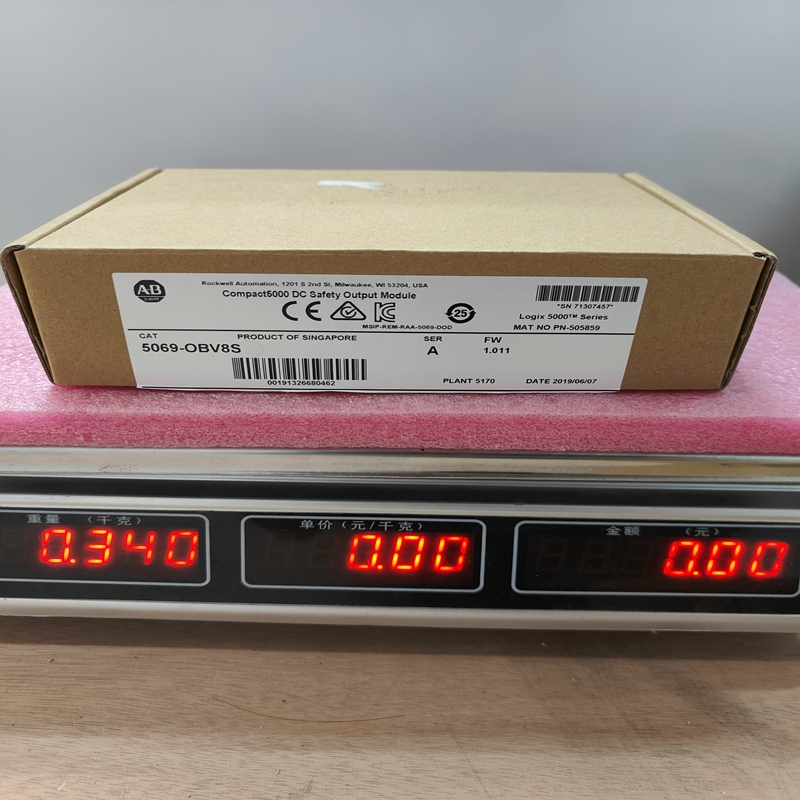 AB
Rockwell Automation, 1201 S 2nd St, Milwaukee, WI 53204, USA
Compact5000 DC Safety Output Module
CE
25
MSIP-REM-RAA-5069-DOD
*SN 71307457*
Logix 5000™ Series
MAT NO PN-505859
CAT
5069-OBV8S
PRODUCT OF SINGAPORE
SER
A
FW
1.011
00191326680462
PLANT 5170
DATE 2019/06/07
重量 (千克)
0.340
单价(元/千克)
0.00
金额 (元)
0.00